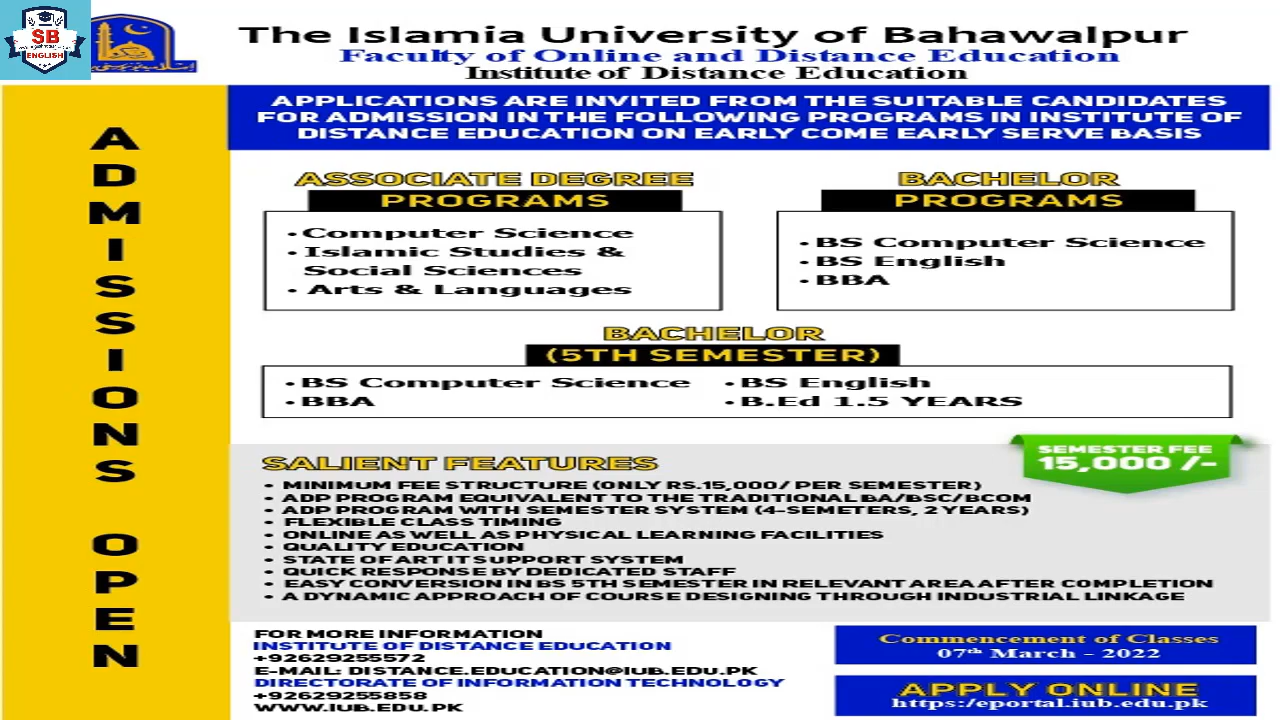 SB
ENGLISH
The Islamia University of Bahawalpur
Faculty of Online and Distance Education
Institute of Distance Education
ADMISSIONS OPEN
APPLICATIONS ARE INVITED FROM THE SUITABLE CANDIDATES
FOR ADMISSION IN THE FOLLOWING PROGRAMS IN INSTITUTE OF
DISTANCE EDUCATION ON EARLY COME EARLY SERVE BASIS
ASSOCIATE DEGREE
PROGRAMS
• Computer Science
• Islamic Studies &
Social Sciences
• Arts & Languages
BACHELOR
PROGRAMS
• BS Computer Science
• BS English
• BBA
BACHELOR
(5TH SEMESTER)
• BS Computer Science
• BBA
• BS English
• B.Ed 1.5 YEARS
SEMESTER FEE
15,000 /-
SALIENT FEATURES
• MINIMUM FEE STRUCTURE (ONLY RS.15,000/ PER SEMESTER)
• ADP PROGRAM EQUIVALENT TO THE TRADITIONAL BA/BSC/BCOM
• ADP PROGRAM WITH SEMESTER SYSTEM (4-SEMETERS, 2 YEARS)
• FLEXIBLE CLASS TIMING
• ONLINE AS WELL AS PHYSICAL LEARNING FACILITIES
• QUALITY EDUCATION
• STATE OF ART IT SUPPORT SYSTEM
• QUICK RESPONSE BY DEDICATED STAFF
• EASY CONVERSION IN BS 5TH SEMESTER IN RELEVANT AREA AFTER COMPLETION
• A DYNAMIC APPROACH OF COURSE DESIGNING THROUGH INDUSTRIAL LINKAGE
FOR MORE INFORMATION
INSTITUTE OF DISTANCE EDUCATION
+92629255572
E-MAIL: DISTANCE.EDUCATION@IUB.EDU.PK
DIRECTORATE OF INFORMATION TECHNOLOGY
+92629255858
WWW.IUB.EDU.PK
Commencement of Classes
07th March - 2022
APPLY ONLINE
https:/eportal.iub.edu.pk